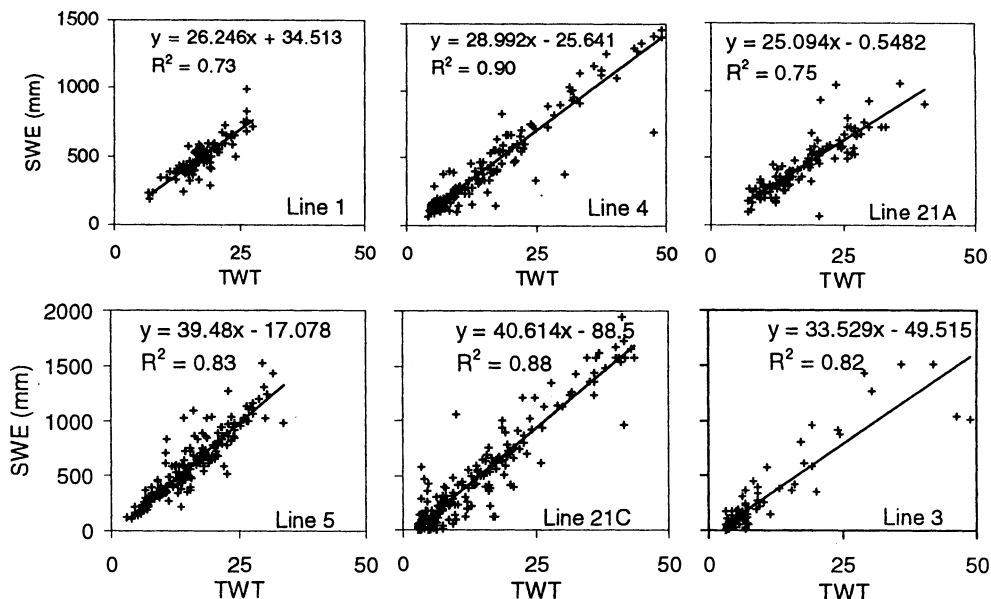 y = 26.246x + 34.513
R² = 0.73
1500
1000
500
0
SWE (mm)
Line 1
0 25 50
TWT
y = 28.992x - 25.641
R² = 0.90
Line 4
0 25 50
TWT
y = 25.094x - 0.5482
R² = 0.75
Line 21A
0 25 50
TWT
y = 39.48x - 17.078
R² = 0.83
2000
1500
1000
500
0
SWE (mm)
Line 5
0 25 50
TWT
y = 40.614x - 88.5
R² = 0.88
Line 21C
0 25 50
TWT
y = 33.529x - 49.515
R² = 0.82
Line 3
0 25 50
TWT